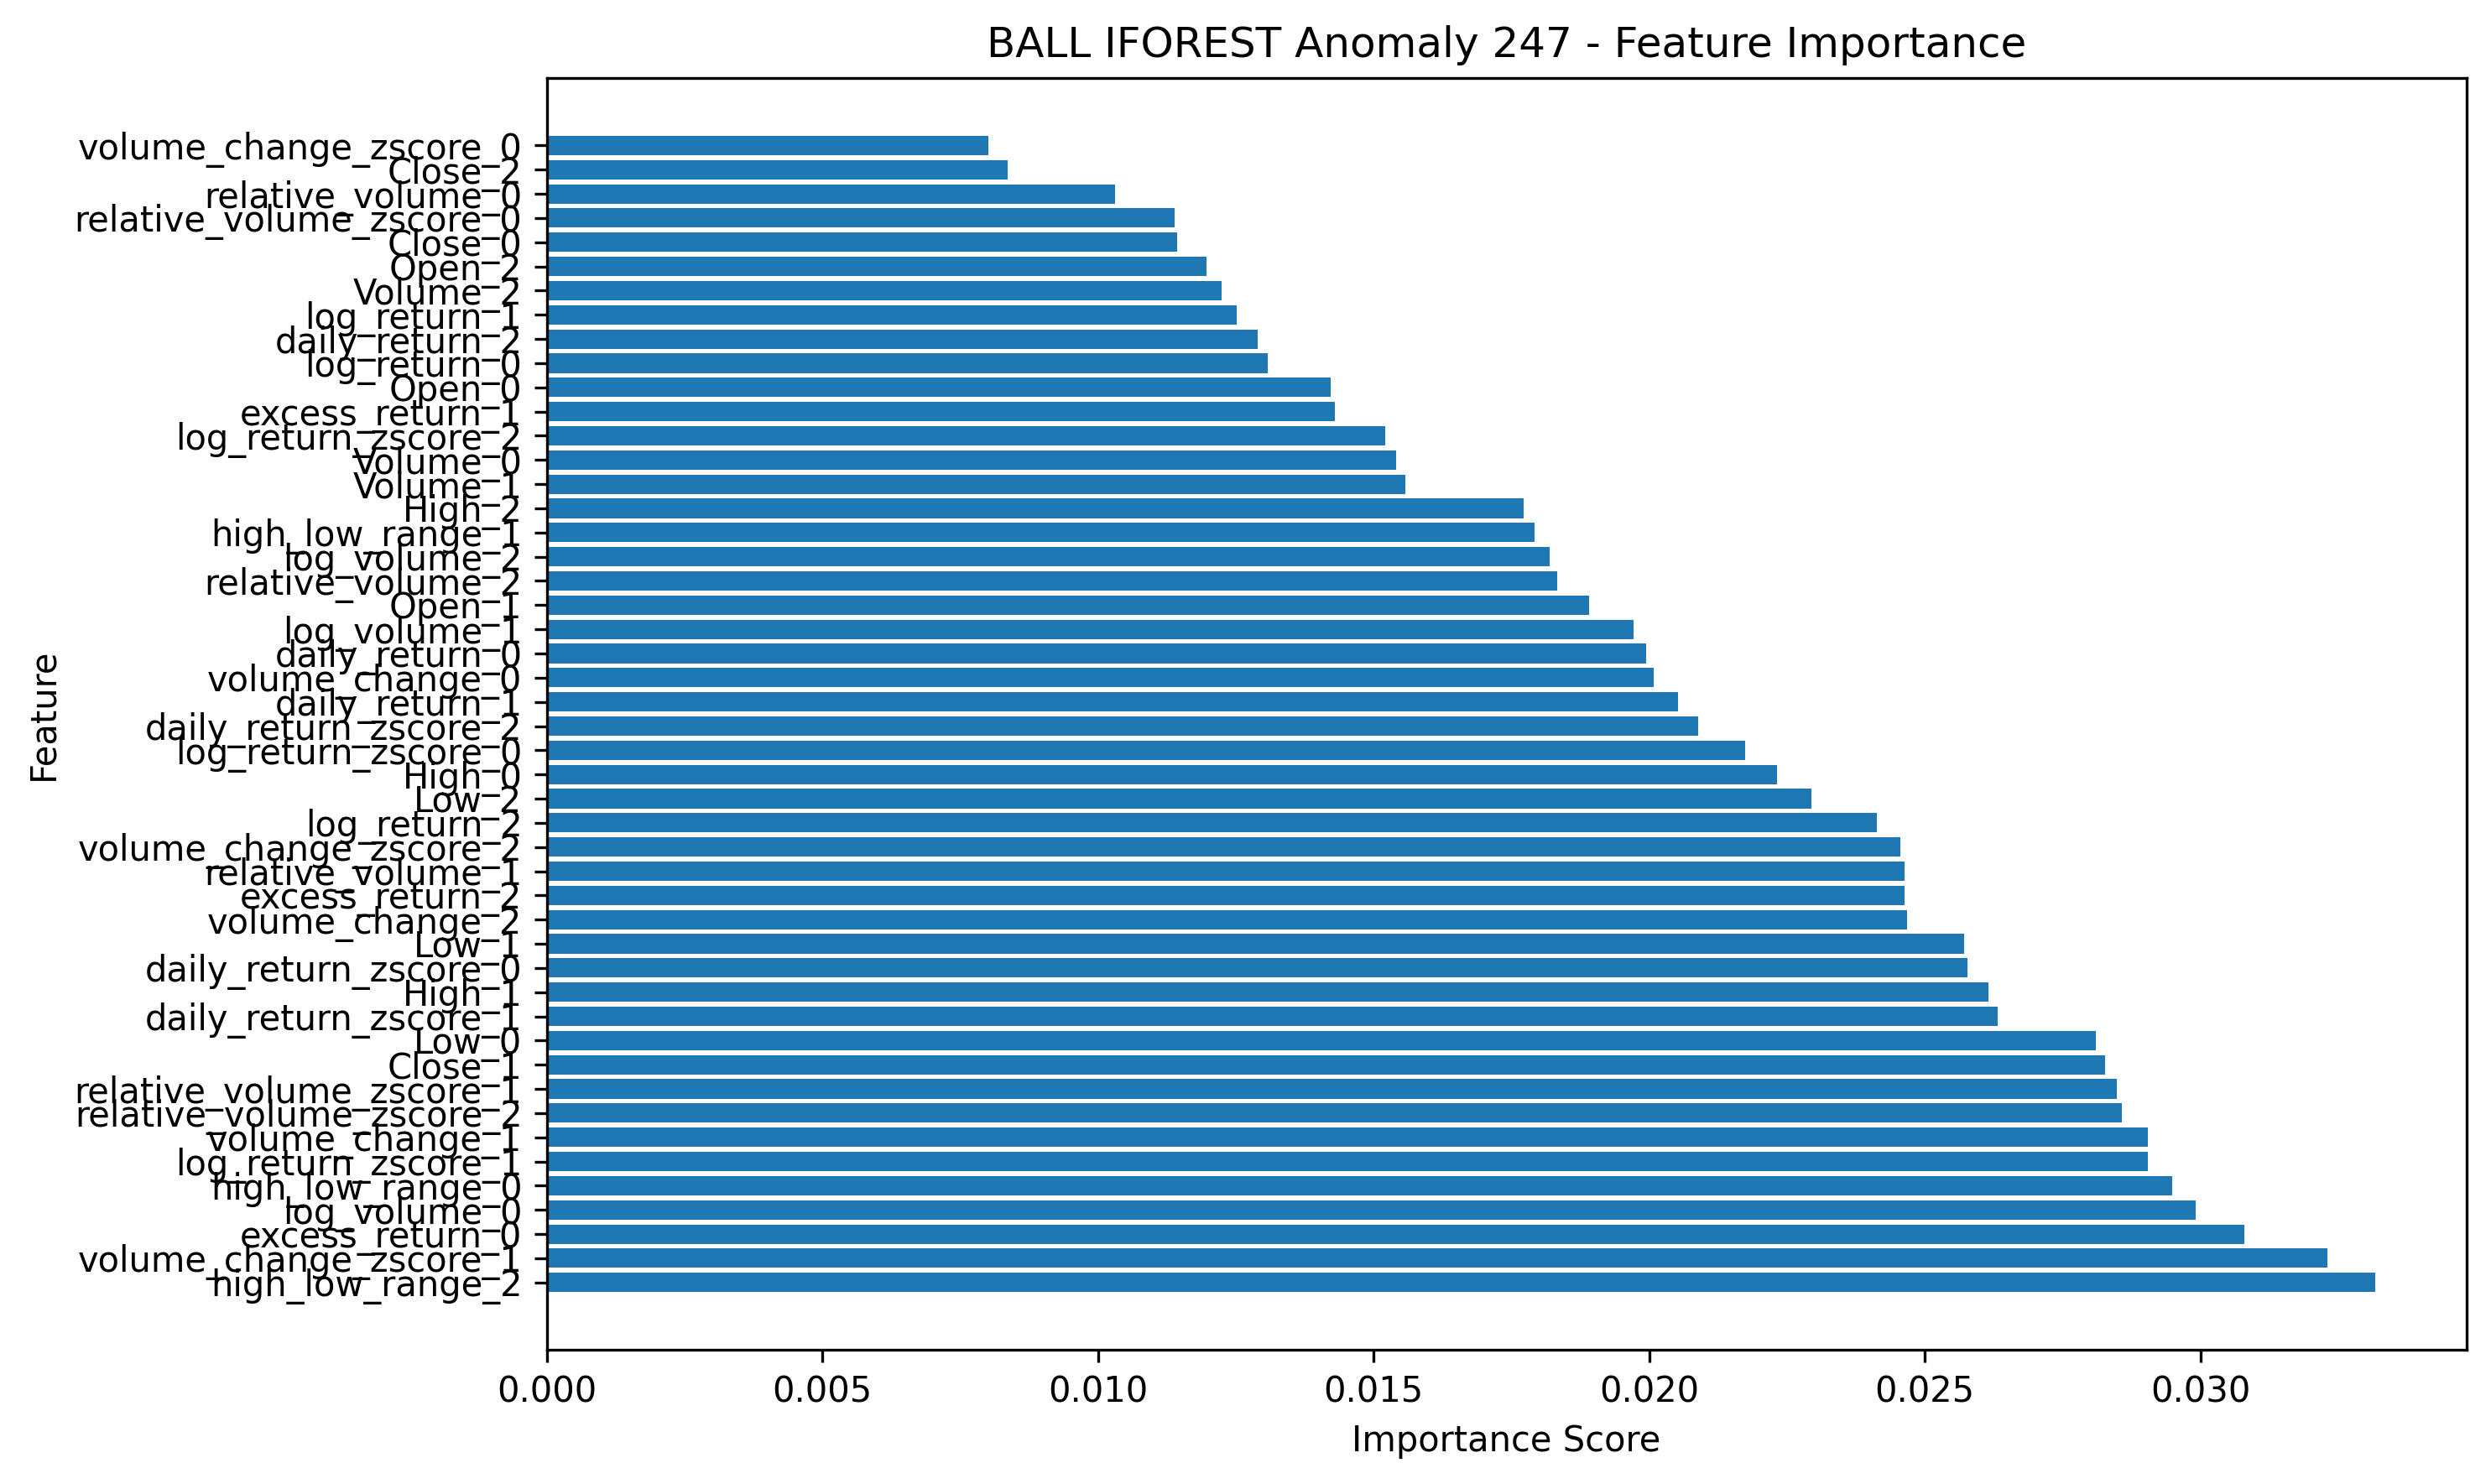 BALL IFOREST Anomaly 247 - Feature Importance
volume_change_zscore_0
Close_2
relative_volume_0
relative_volume_zscore_0
Close_0
Open_2
Volume_2
log_return_1
daily_return_2
log_return_0
Open_0
excess_return_1
log_return_zscore_2
Volume_0
Volume_1
High_2
high_low_range_1
log_volume_2
relative_volume_2
Open_1
log_volume_1
daily_return_0
volume_change_0
daily_return_1
daily_return_zscore_2
log_return_zscore_0
High_0
Low_2
log_return_2
volume_change_zscore_2
relative_volume_1
excess_return_2
volume_change_2
Low_1
daily_return_zscore_0
High_1
daily_return_zscore_1
Low_0
Close_1
relative_volume_zscore_1
relative_volume_zscore_2
volume_change_1
log_return_zscore_1
high_low_range_0
log_volume_0
excess_return_0
volume_change_zscore_1
high_low_range_2
Feature
0.000 0.005 0.010 0.015 0.020 0.025 0.030
Importance Score